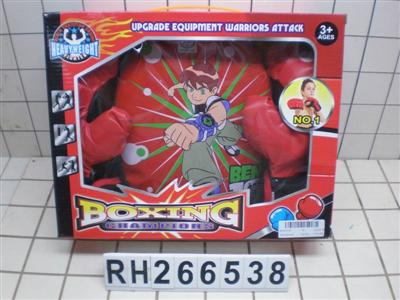 UPGRADE EQUIPMENT WARRIORS ATTACK
HEAVYWEIGHT
3+
AGES
NO.1
BEN
BOXING
CHAMPIONS
RH266538